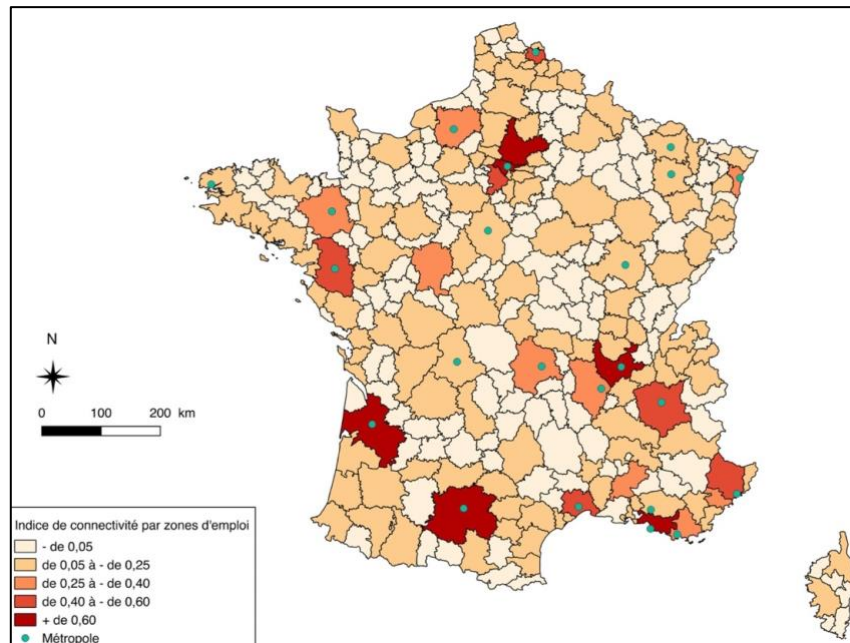 N
0 100 200 km
Indice de connectivité par zones d'emploi
- de 0,05
de 0,05 à - de 0,25
de 0,25 à - de 0,40
de 0,40 à - de 0,60
+ de 0,60
Métropole